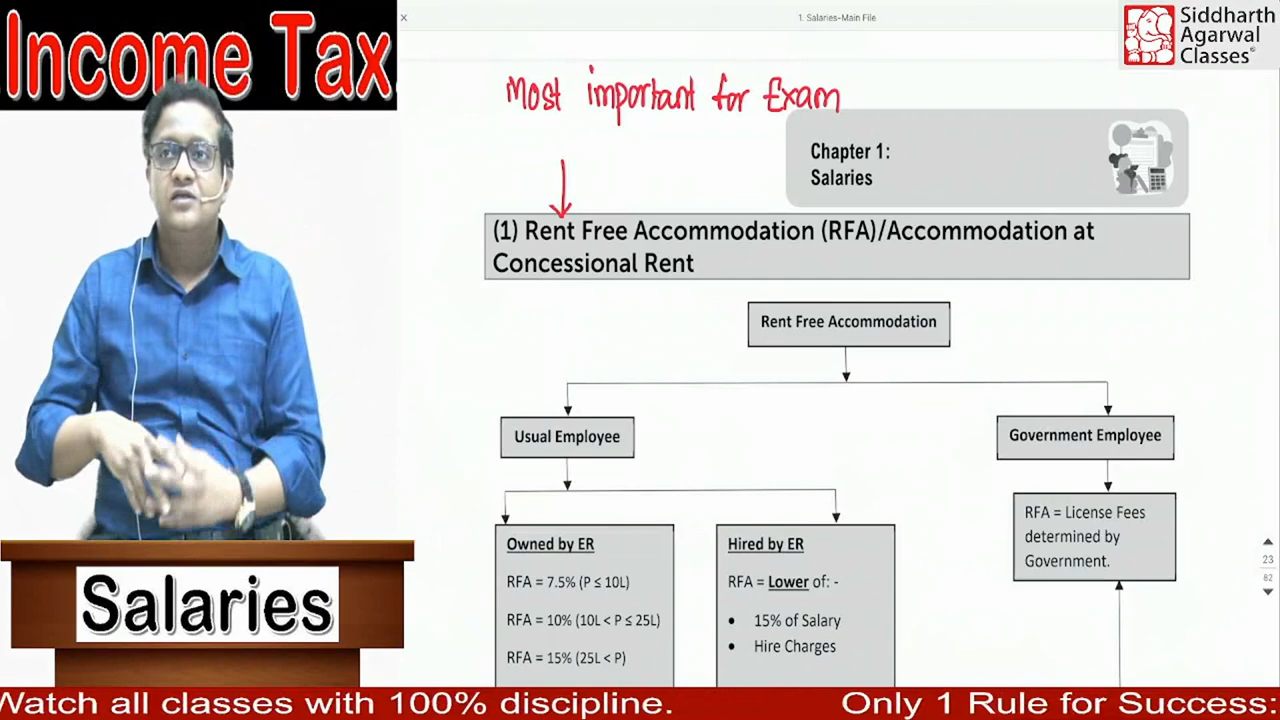 Income Tax
1. Salaries-Main File
Siddharth
Agarwal
Classes®
Most important for Exam
Chapter 1:
Salaries
(1) Rent Free Accommodation (RFA)/Accommodation at
Concessional Rent
Rent Free Accommodation
Usual Employee
Government Employee
Owned by ER
RFA = 7.5% (P ≤ 10L)
RFA = 10% (10L < P ≤ 25L)
RFA = 15% (25L < P)
Hired by ER
RFA = Lower of: -
• 15% of Salary
• Hire Charges
RFA = License Fees
determined by
Government.
23
82
Salaries
Watch all classes with 100% discipline. Only 1 Rule for Success: